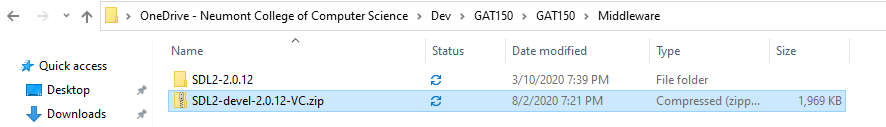 OneDrive - Neumont College of Computer Science > Dev > GAT150 > GAT150 > Middleware
Name Status Date modified Type Size
Quick access
SDL2-2.0.12 3/10/2020 7:39 PM File folder
Desktop
SDL2-devel-2.0.12-VC.zip 8/2/2020 7:21 PM Compressed (zipp... 1,969 KB
Downloads